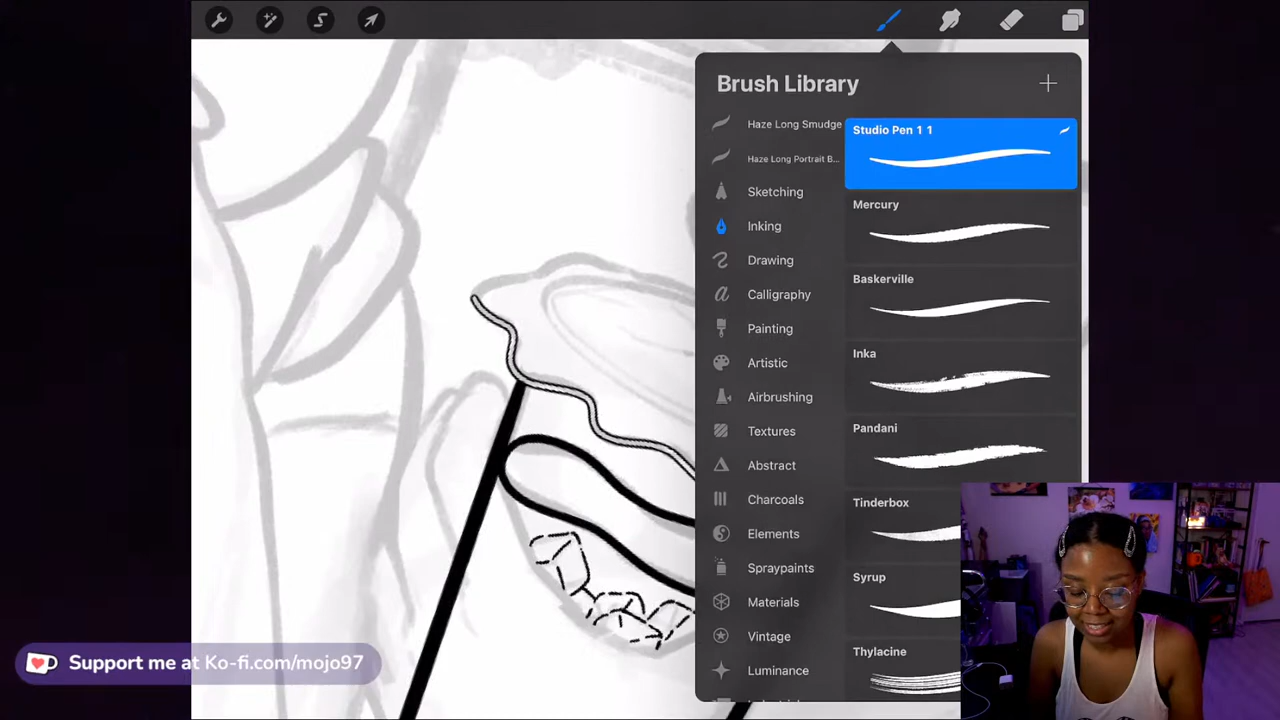 Brush Library
Haze Long Smudge
Haze Long Portrait B...
Sketching
Inking
Drawing
Calligraphy
Painting
Artistic
Airbrushing
Textures
Abstract
Charcoals
Elements
Spraypaints
Materials
Vintage
Luminance
Studio Pen 1 1
Mercury
Baskerville
Inka
Pandani
Tinderbox
Syrup
Thylacine
Support me at Ko-fi.com/mojo97